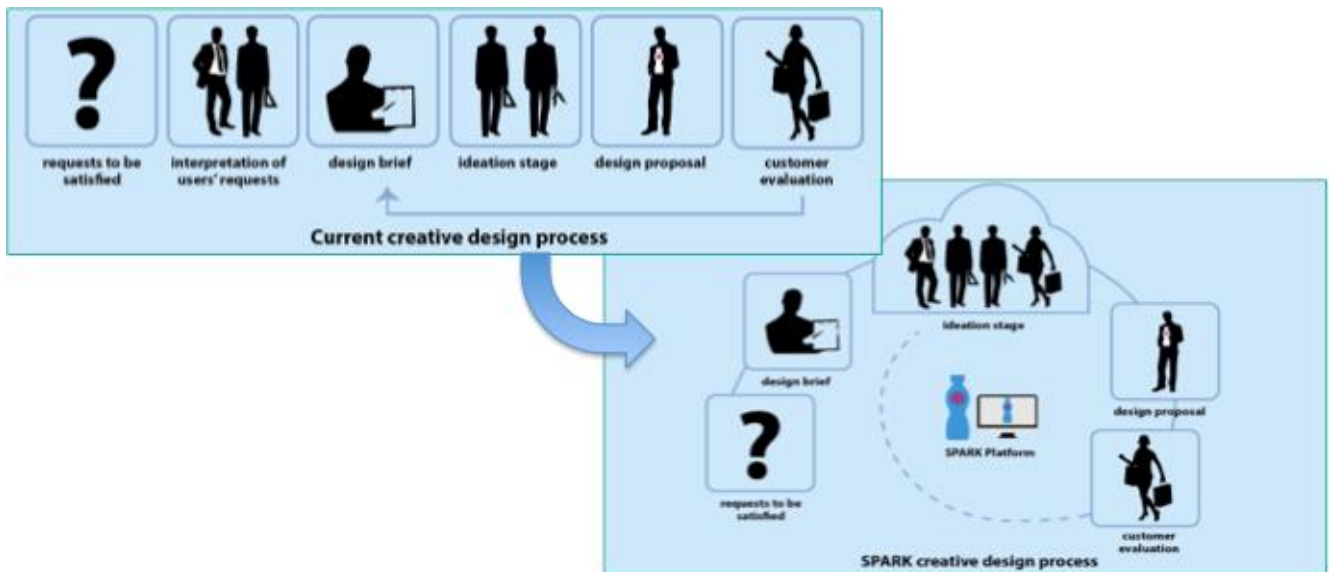 ?
requests to be
satisfied
interpretation of
users' requests
design brief
ideation stage
design proposal
customer
evaluation
Current creative design process
ideation stage
design brief
design proposal
SPARK Platform
?
requests to be
satisfied
customer
evaluation
SPARK creative design process